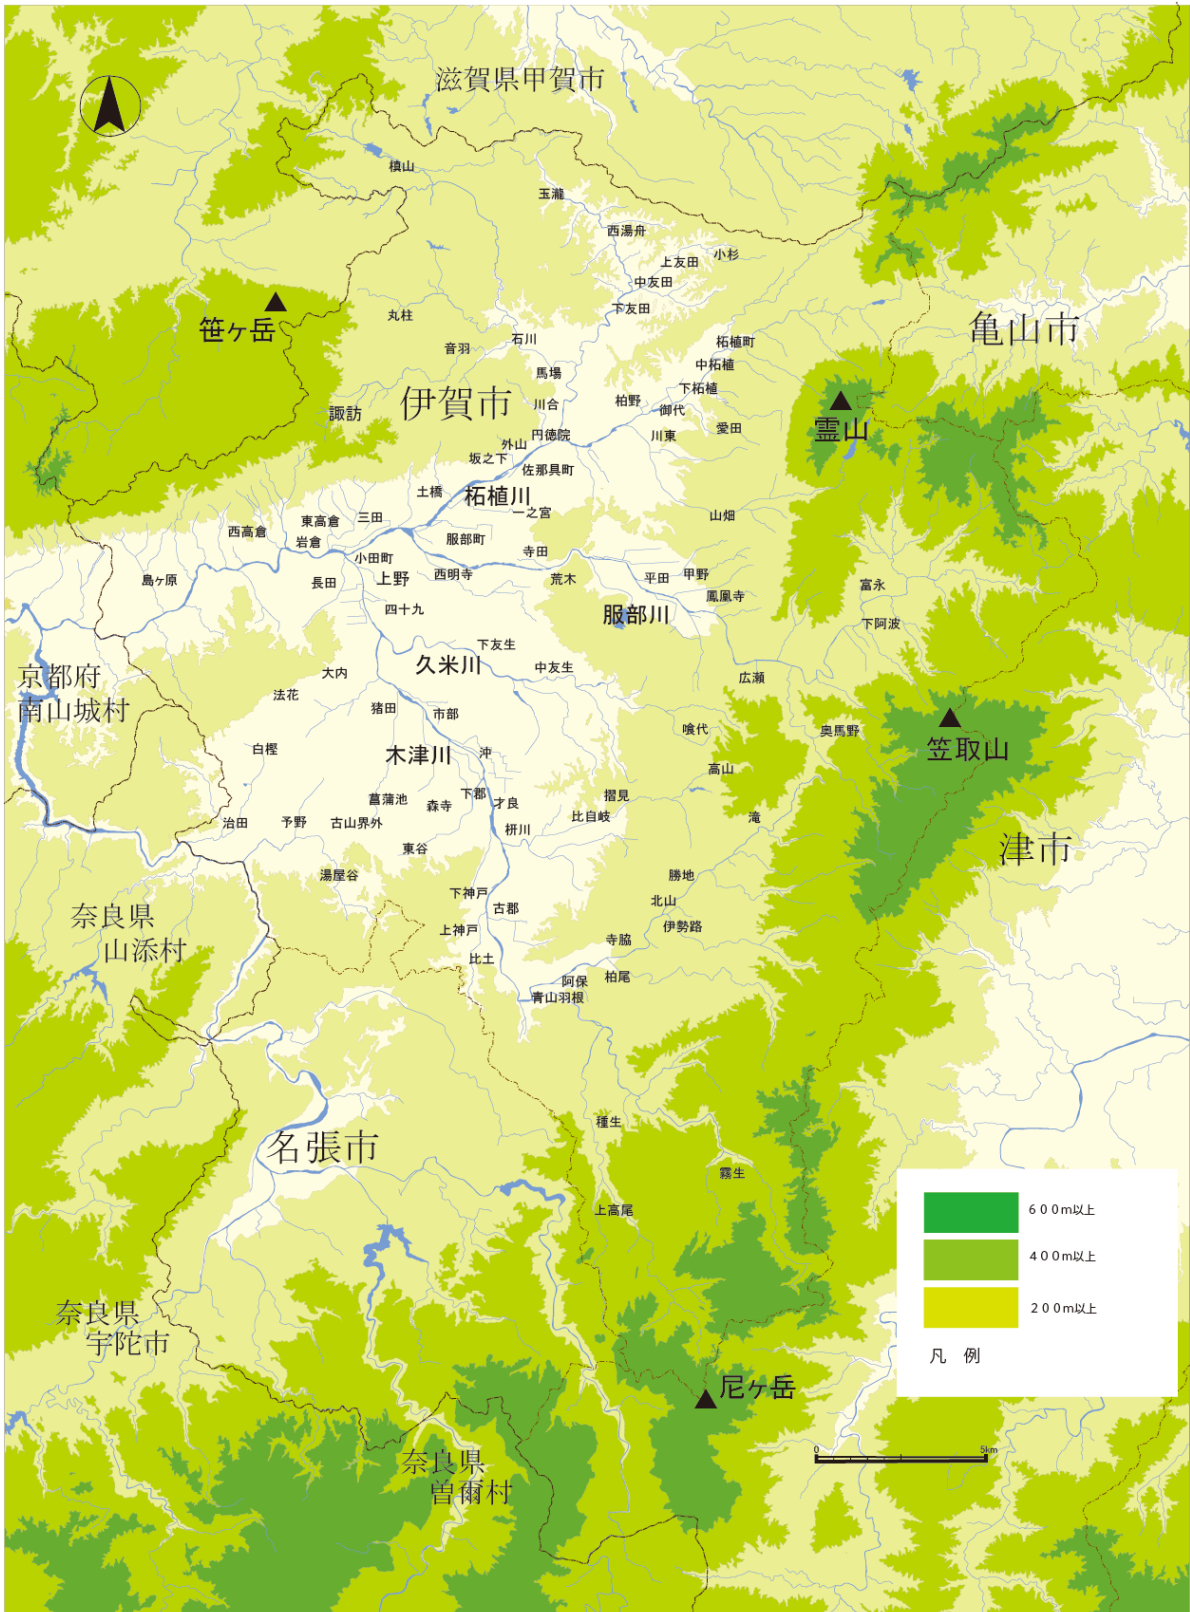 滋賀県甲賀市
槙山
玉瀧
西湯舟
小杉
上友田
中友田
下友田
笹ヶ岳
丸柱
石川
音羽
柘植町
亀山市
中柘植
馬場
下柘植
伊賀市
川合
柏野
御代
霊山
諏訪
愛田
円徳院
川東
外山
坂之下
佐那具町
土橋
柘植川
一之宮
山畑
三田
東高倉
西高倉
岩倉
服部町
小田町
寺田
上野
西明寺
島ヶ原
長田
荒木
平田
甲野
富永
鳳凰寺
四十九
服部川
下阿波
下友生
久米川
中友生
京都府
南山城村
大内
広瀬
法花
猪田
市部
喰代
奥馬野
笠取山
白樫
木津川
沖
高山
菖蒲池
森寺
下郡
才良
摺見
比自岐
滝
治田
予野
古山界外
枡川
東谷
津市
湯屋谷
勝地
下神戸
古郡
北山
奈良県
山添村
上神戸
伊勢路
寺脇
比土
阿保
柏尾
青山羽根
種生
名張市
霧生
上高尾
６００ｍ以上
４００ｍ以上
２００ｍ以上
凡　例
奈良県
宇陀市
尼ヶ岳
0
5km
奈良県
曽爾村